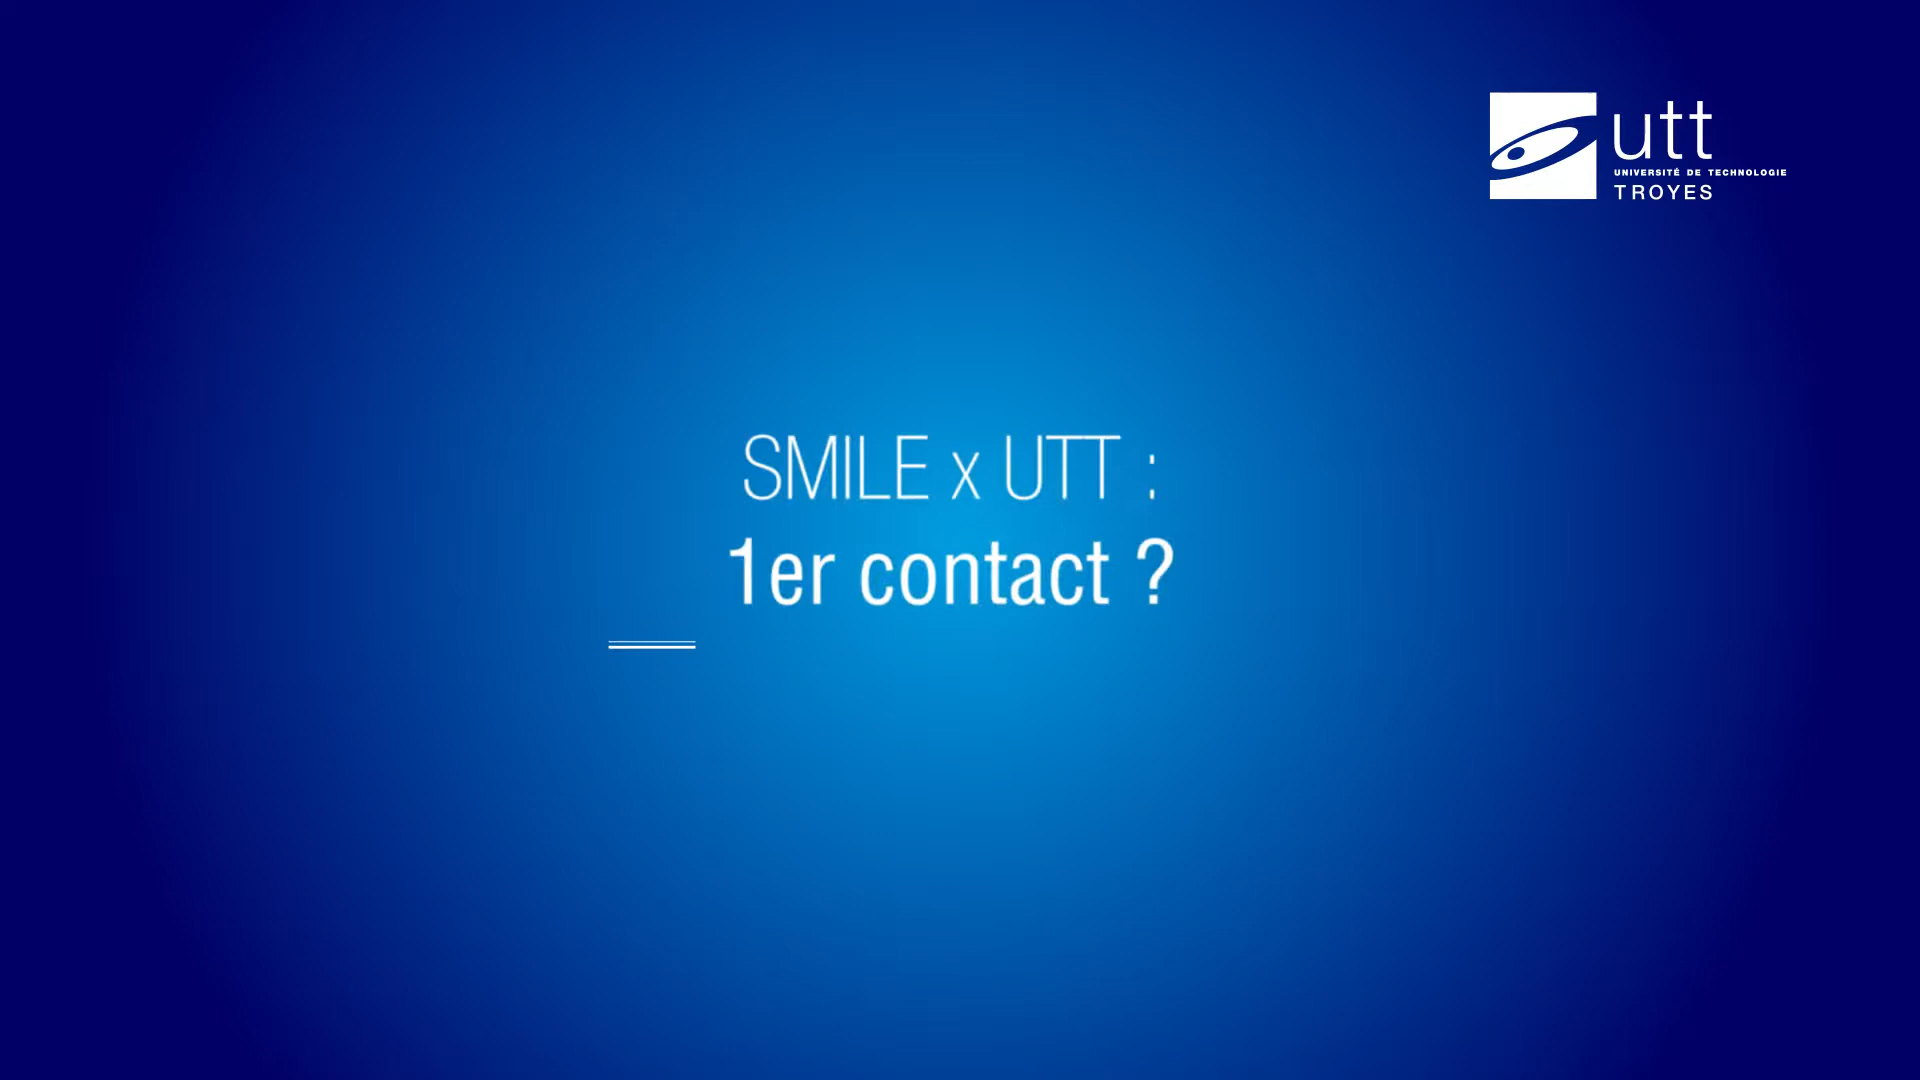 utt
UNIVERSITÉ DE TECHNOLOGIE
TROYES
SMILE x UTT :
1er contact ?